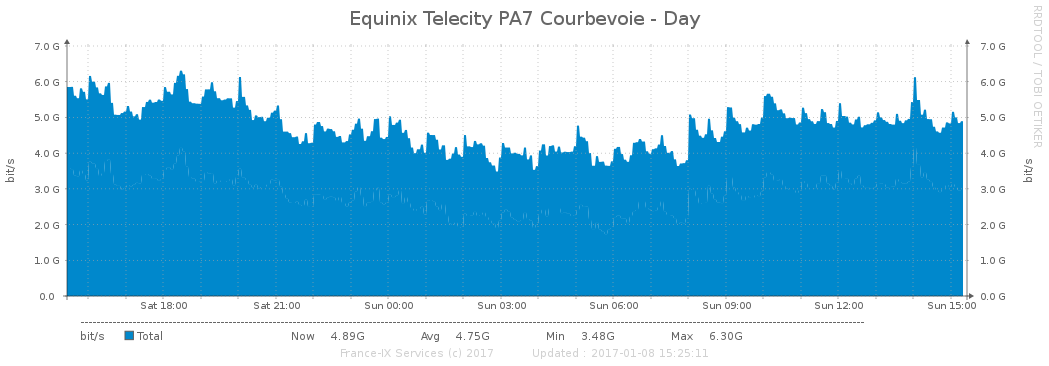 Equinix Telecity PA7 Courbevoie - Day
RRDTOOL / TOBI OETIKER
7.0 G 7.0 G
6.0 G 6.0 G
5.0 G 5.0 G
4.0 G 4.0 G
3.0 G 3.0 G
2.0 G 2.0 G
1.0 G 1.0 G
0.0 0.0 G
bit/s bit/s
Sat 18:00 Sat 21:00 Sun 00:00 Sun 03:00 Sun 06:00 Sun 09:00 Sun 12:00 Sun 15:00
bit/s Total Now 4.89G Avg 4.75G Min 3.48G Max 6.30G
France-IX Services (c) 2017 Updated : 2017-01-08 15:25:11